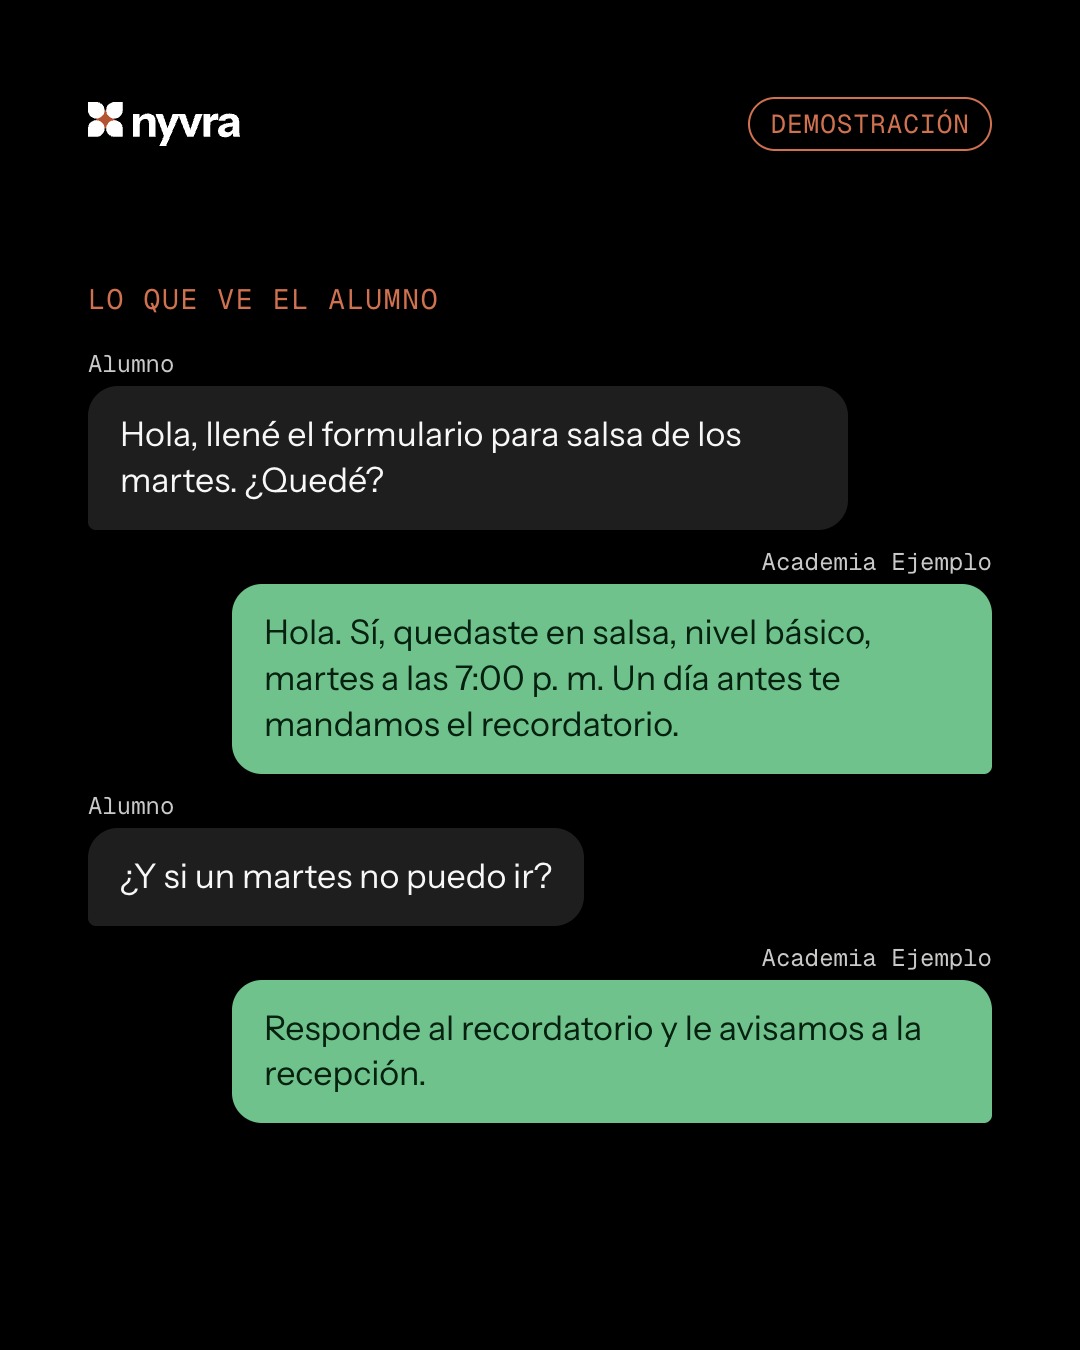 nyvra
DEMOSTRACIÓN
LO QUE VE EL ALUMNO
Alumno
Hola, llené el formulario para salsa de los
martes. ¿Quedé?
Academia Ejemplo
Hola. Sí, quedaste en salsa, nivel básico,
martes a las 7:00 p. m. Un día antes te
mandamos el recordatorio.
Alumno
¿Y si un martes no puedo ir?
Academia Ejemplo
Responde al recordatorio y le avisamos a la
recepción.